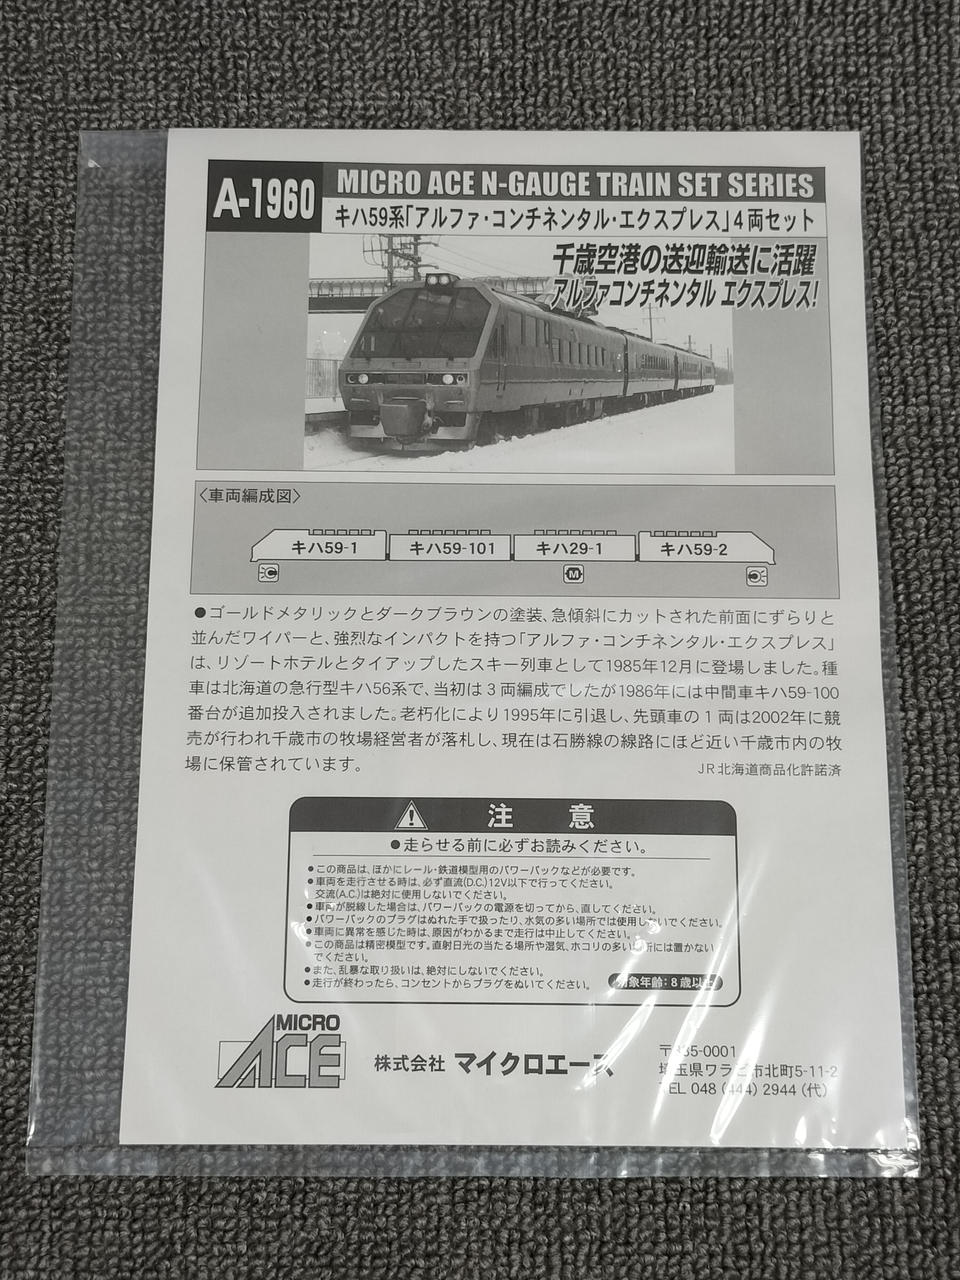 A-1960
MICRO ACE N-GAUGE TRAIN SET SERIES
キハ59系「アルファ・コンチネンタル・エクスプレス」4両セット
千歳空港の送迎輸送に活躍
アルファコンチネンタル エクスプレス!
〈車両編成図〉
キハ59-1 キハ59-101 キハ29-1 キハ59-2
M
●ゴールドメタリックとダークブラウンの塗装、急傾斜にカットされた前面にずらりと
並んだワイパーと、強烈なインパクトを持つ「アルファ・コンチネンタル・エクスプレス」
は、リゾートホテルとタイアップしたスキー列車として1985年12月に登場しました。種
車は北海道の急行型キハ56系で、当初は3両編成でしたが1986年には中間車キハ59-100
番台が追加投入されました。老朽化により1995年に引退し、先頭車の1両は2002年に競
売が行われ千歳市の牧場経営者が落札し、現在は石勝線の線路にほど近い千歳市内の牧
場に保管されています。
JR北海道商品化許諾済
注 意
●走らせる前に必ずお読みください。
●この商品は、ほかにレール・鉄道模型用のパワーパックなどが必要です。
●車両を走行させる時は、必ず直流(D.C.)12V以下で行ってください。
交流(A.C.)は絶対に使用しないでください。
●車両が脱線した場合は、パワーパックの電源を切ってから、直してください。
●パワーパックのプラグはぬれた手で扱ったり、水気の多い場所では使用しないでください。
●車両に異常を感じた時は、原因がわかるまで走行は中止してください。
●この商品は精密模型です。直射日光の当たる場所や湿気、ホコリの多い場所には置かない
でください。
●また、乱暴な取り扱いは、絶対にしないでください。
●走行が終わったら、コンセントからプラグをぬいてください。
対象年齢:8歳以上
MICRO
ACE
株式会社 マイクロエース
〒335-0001
埼玉県ワラビ市北町5-11-2
TEL 048 (444) 2944 (代)